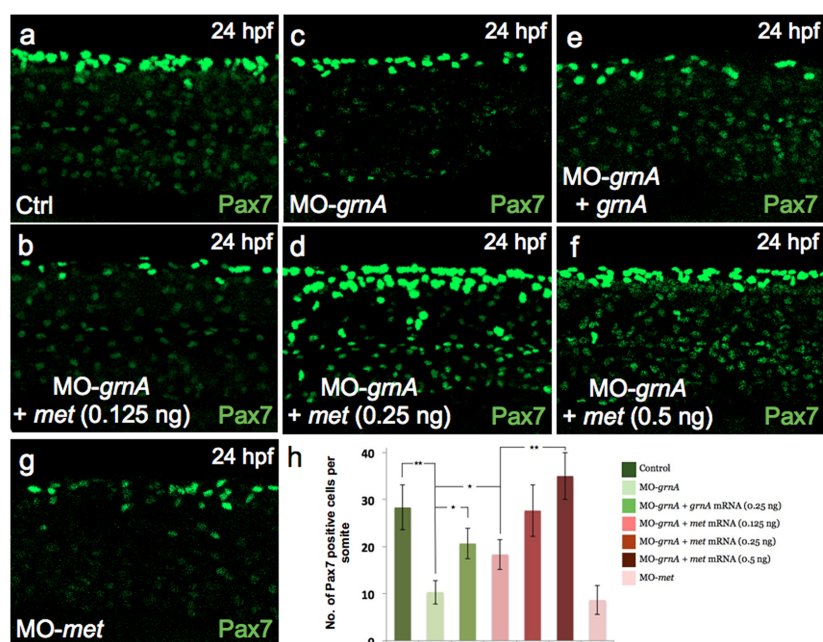 a
24 hpf
Ctrl
Pax7
c
24 hpf
MO-grnA
Pax7
e
24 hpf
MO-grnA
+ grnA
Pax7
b
24 hpf
MO-grnA
+ met (0.125 ng)
Pax7
d
24 hpf
MO-grnA
+ met (0.25 ng)
Pax7
f
24 hpf
MO-grnA
+ met (0.5 ng)
Pax7
g
24 hpf
MO-met
Pax7
h
No. of Pax7 positive cells per
somite
40
30
20
10
0
**
*
*
**
Control
MO-grnA
MO-grnA + grnA mRNA (0.25 ng)
MO-grnA + met mRNA (0.125 ng)
MO-grnA + met mRNA (0.25 ng)
MO-grnA + met mRNA (0.5 ng)
MO-met